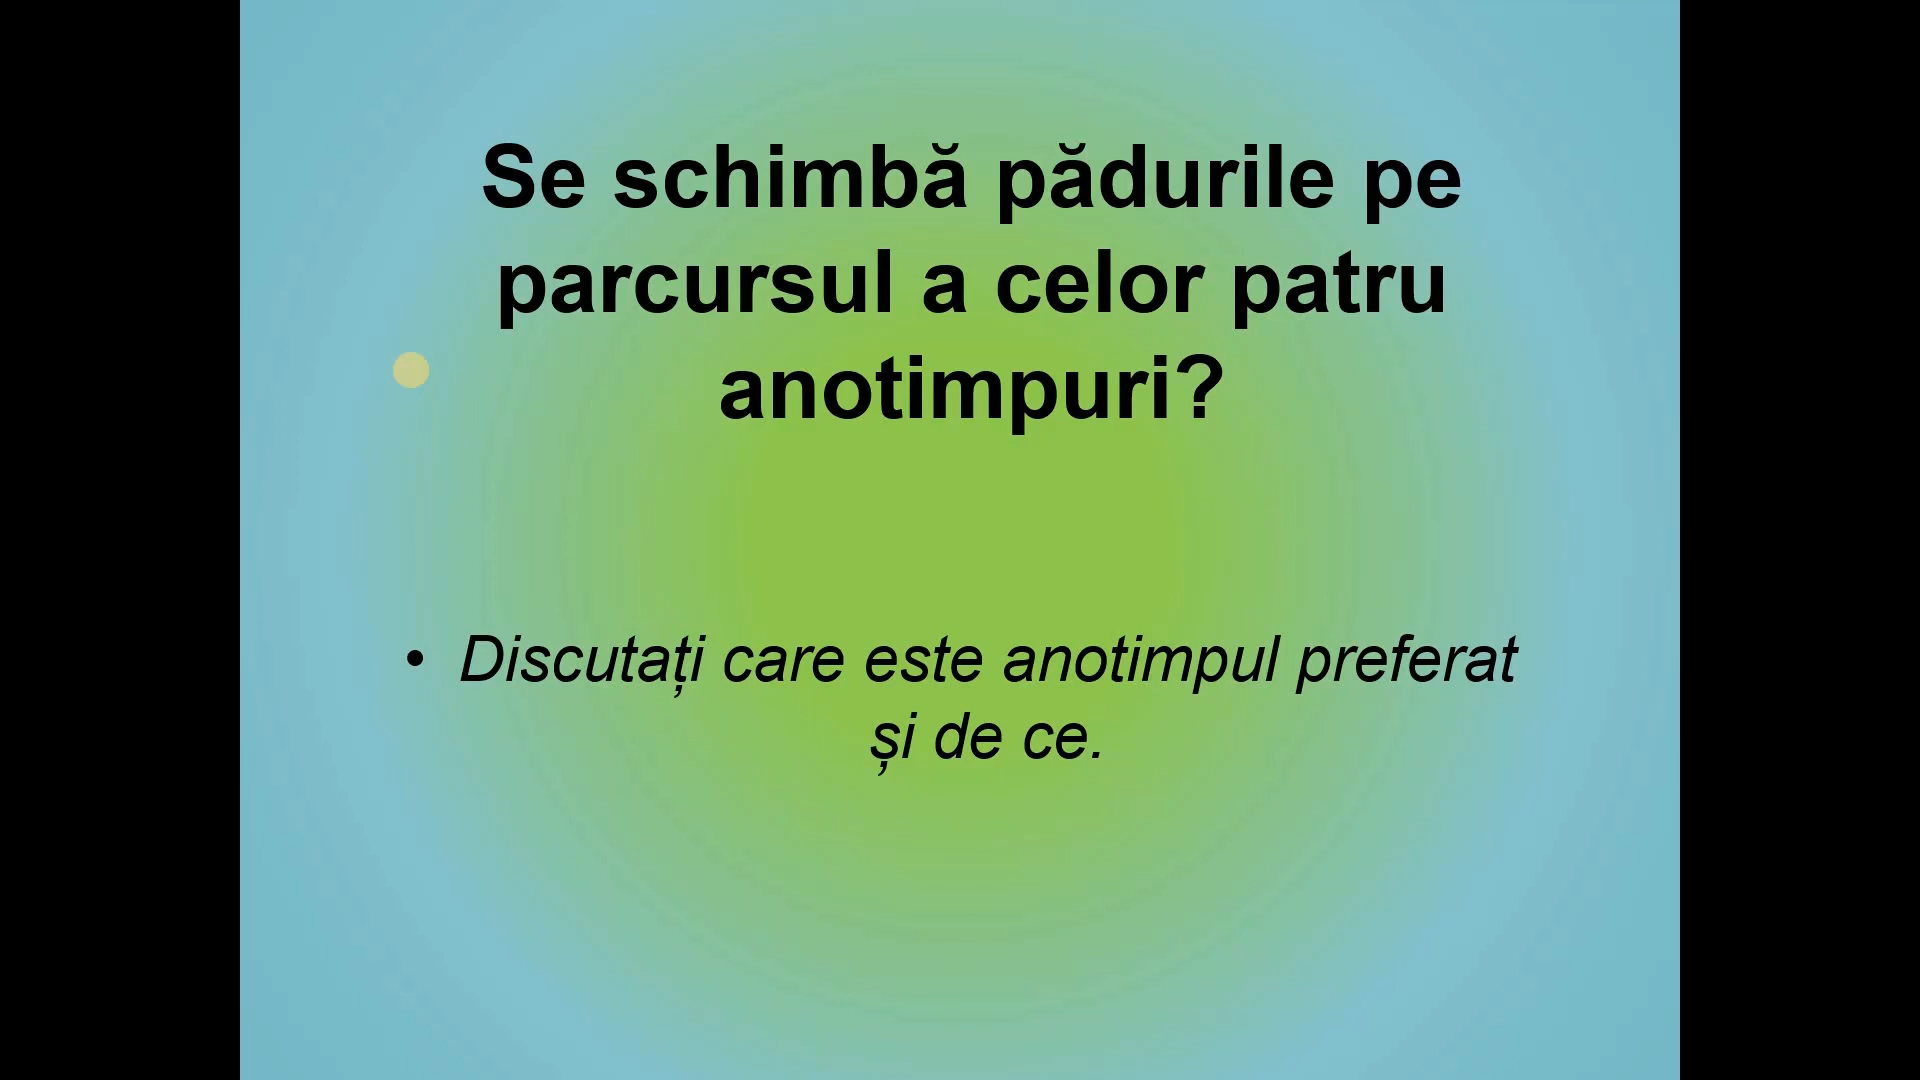 Se schimbă pădurile pe
parcursul a celor patru
anotimpuri?
• Discutați care este anotimpul preferat
și de ce.